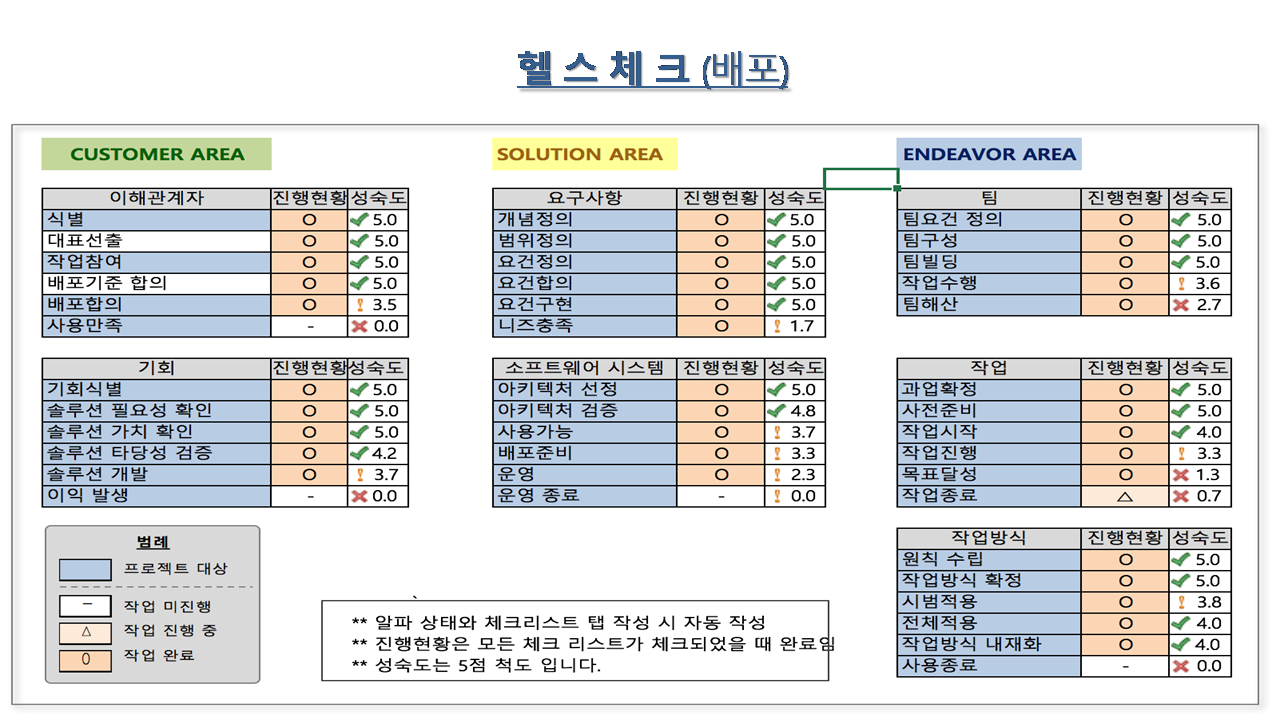 헬 스 체 크 (배포)
CUSTOMER AREA
이해관계자 진행현황 성숙도
식별 O 5.0
대표선출 O 5.0
작업참여 O 5.0
배포기준 합의 O 5.0
배포합의 O 3.5
사용만족 - 0.0
기회 진행현황 성숙도
기회식별 O 5.0
솔루션 필요성 확인 O 5.0
솔루션 가치 확인 O 5.0
솔루션 타당성 검증 O 4.2
솔루션 개발 O 3.7
이익 발생 - 0.0
SOLUTION AREA
요구사항 진행현황 성숙도
개념정의 O 5.0
범위정의 O 5.0
요건정의 O 5.0
요건합의 O 5.0
요건구현 O 5.0
니즈충족 O 1.7
소프트웨어 시스템 진행현황 성숙도
아키텍처 선정 O 5.0
아키텍처 검증 O 4.8
사용가능 O 3.7
배포준비 O 3.3
운영 O 2.3
운영 종료 - 0.0
ENDEAVOR AREA
팀 진행현황 성숙도
팀요건 정의 O 5.0
팀구성 O 5.0
팀빌딩 O 5.0
작업수행 O 3.6
팀해산 O 2.7
작업 진행현황 성숙도
과업확정 O 5.0
사전준비 O 5.0
작업시작 O 4.0
작업진행 O 3.3
목표달성 O 1.3
작업종료 △ 0.7
작업방식 진행현황 성숙도
원칙 수립 O 5.0
작업방식 확정 O 5.0
시범적용 O 3.8
전체적용 O 4.0
작업방식 내재화 O 4.0
사용종료 - 0.0
범례
프로젝트 대상
− 작업 미진행
△ 작업 진행 중
O 작업 완료
`
** 알파 상태와 체크리스트 탭 작성 시 자동 작성
** 진행현황은 모든 체크 리스트가 체크되었을 때 완료임
** 성숙도는 5점 척도 입니다.